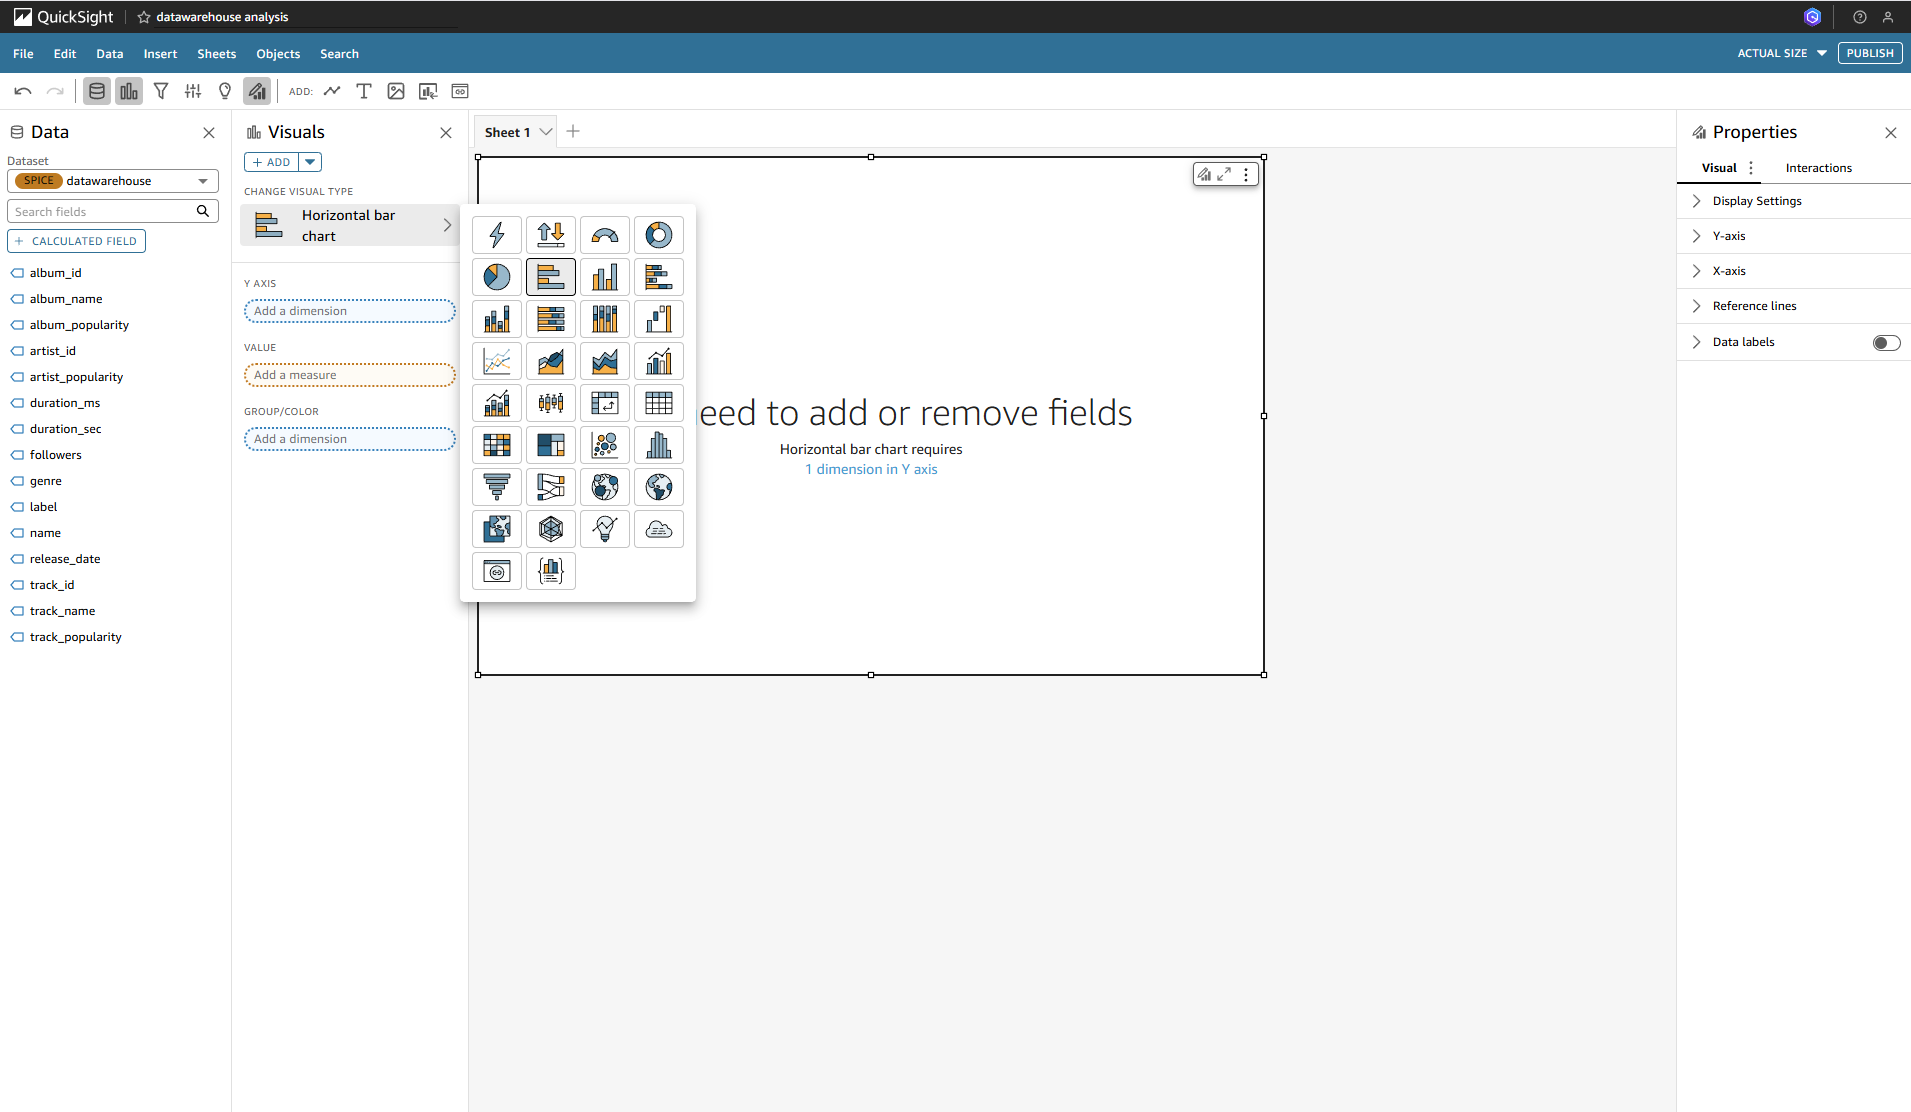 QuickSight datawarehouse analysis
File Edit Data Insert Sheets Objects Search ACTUAL SIZE PUBLISH
ADD:
Data
Dataset
SPICE datawarehouse
Search fields
+ CALCULATED FIELD
album_id
album_name
album_popularity
artist_id
artist_popularity
duration_ms
duration_sec
followers
genre
label
name
release_date
track_id
track_name
track_popularity
Visuals
+ ADD
CHANGE VISUAL TYPE
Horizontal bar
chart
Y AXIS
Add a dimension
VALUE
Add a measure
GROUP/COLOR
Add a dimension
Sheet 1
need to add or remove fields
Horizontal bar chart requires
1 dimension in Y axis
Properties
Visual Interactions
Display Settings
Y-axis
X-axis
Reference lines
Data labels